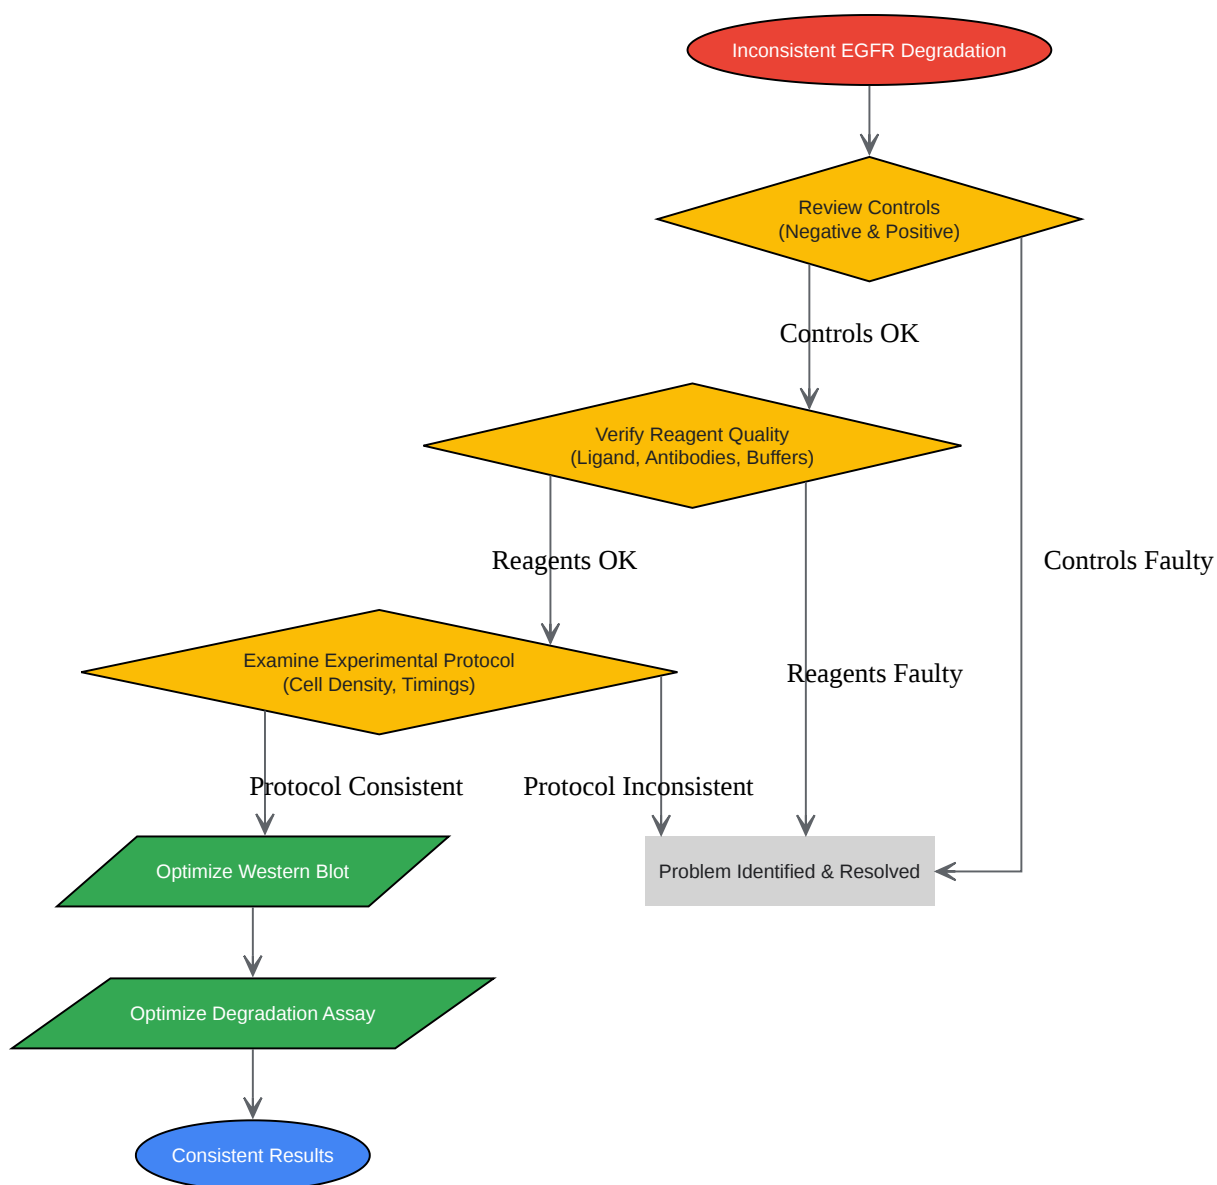 Inconsistent EGFR Degradation
Review Controls
(Negative & Positive)
Controls OK
Verify Reagent Quality
(Ligand, Antibodies, Buffers)
Reagents OK
Controls Faulty
Examine Experimental Protocol
(Cell Density, Timings)
Reagents Faulty
Protocol Consistent
Protocol Inconsistent
Optimize Western Blot
Problem Identified & Resolved
Optimize Degradation Assay
Consistent Results